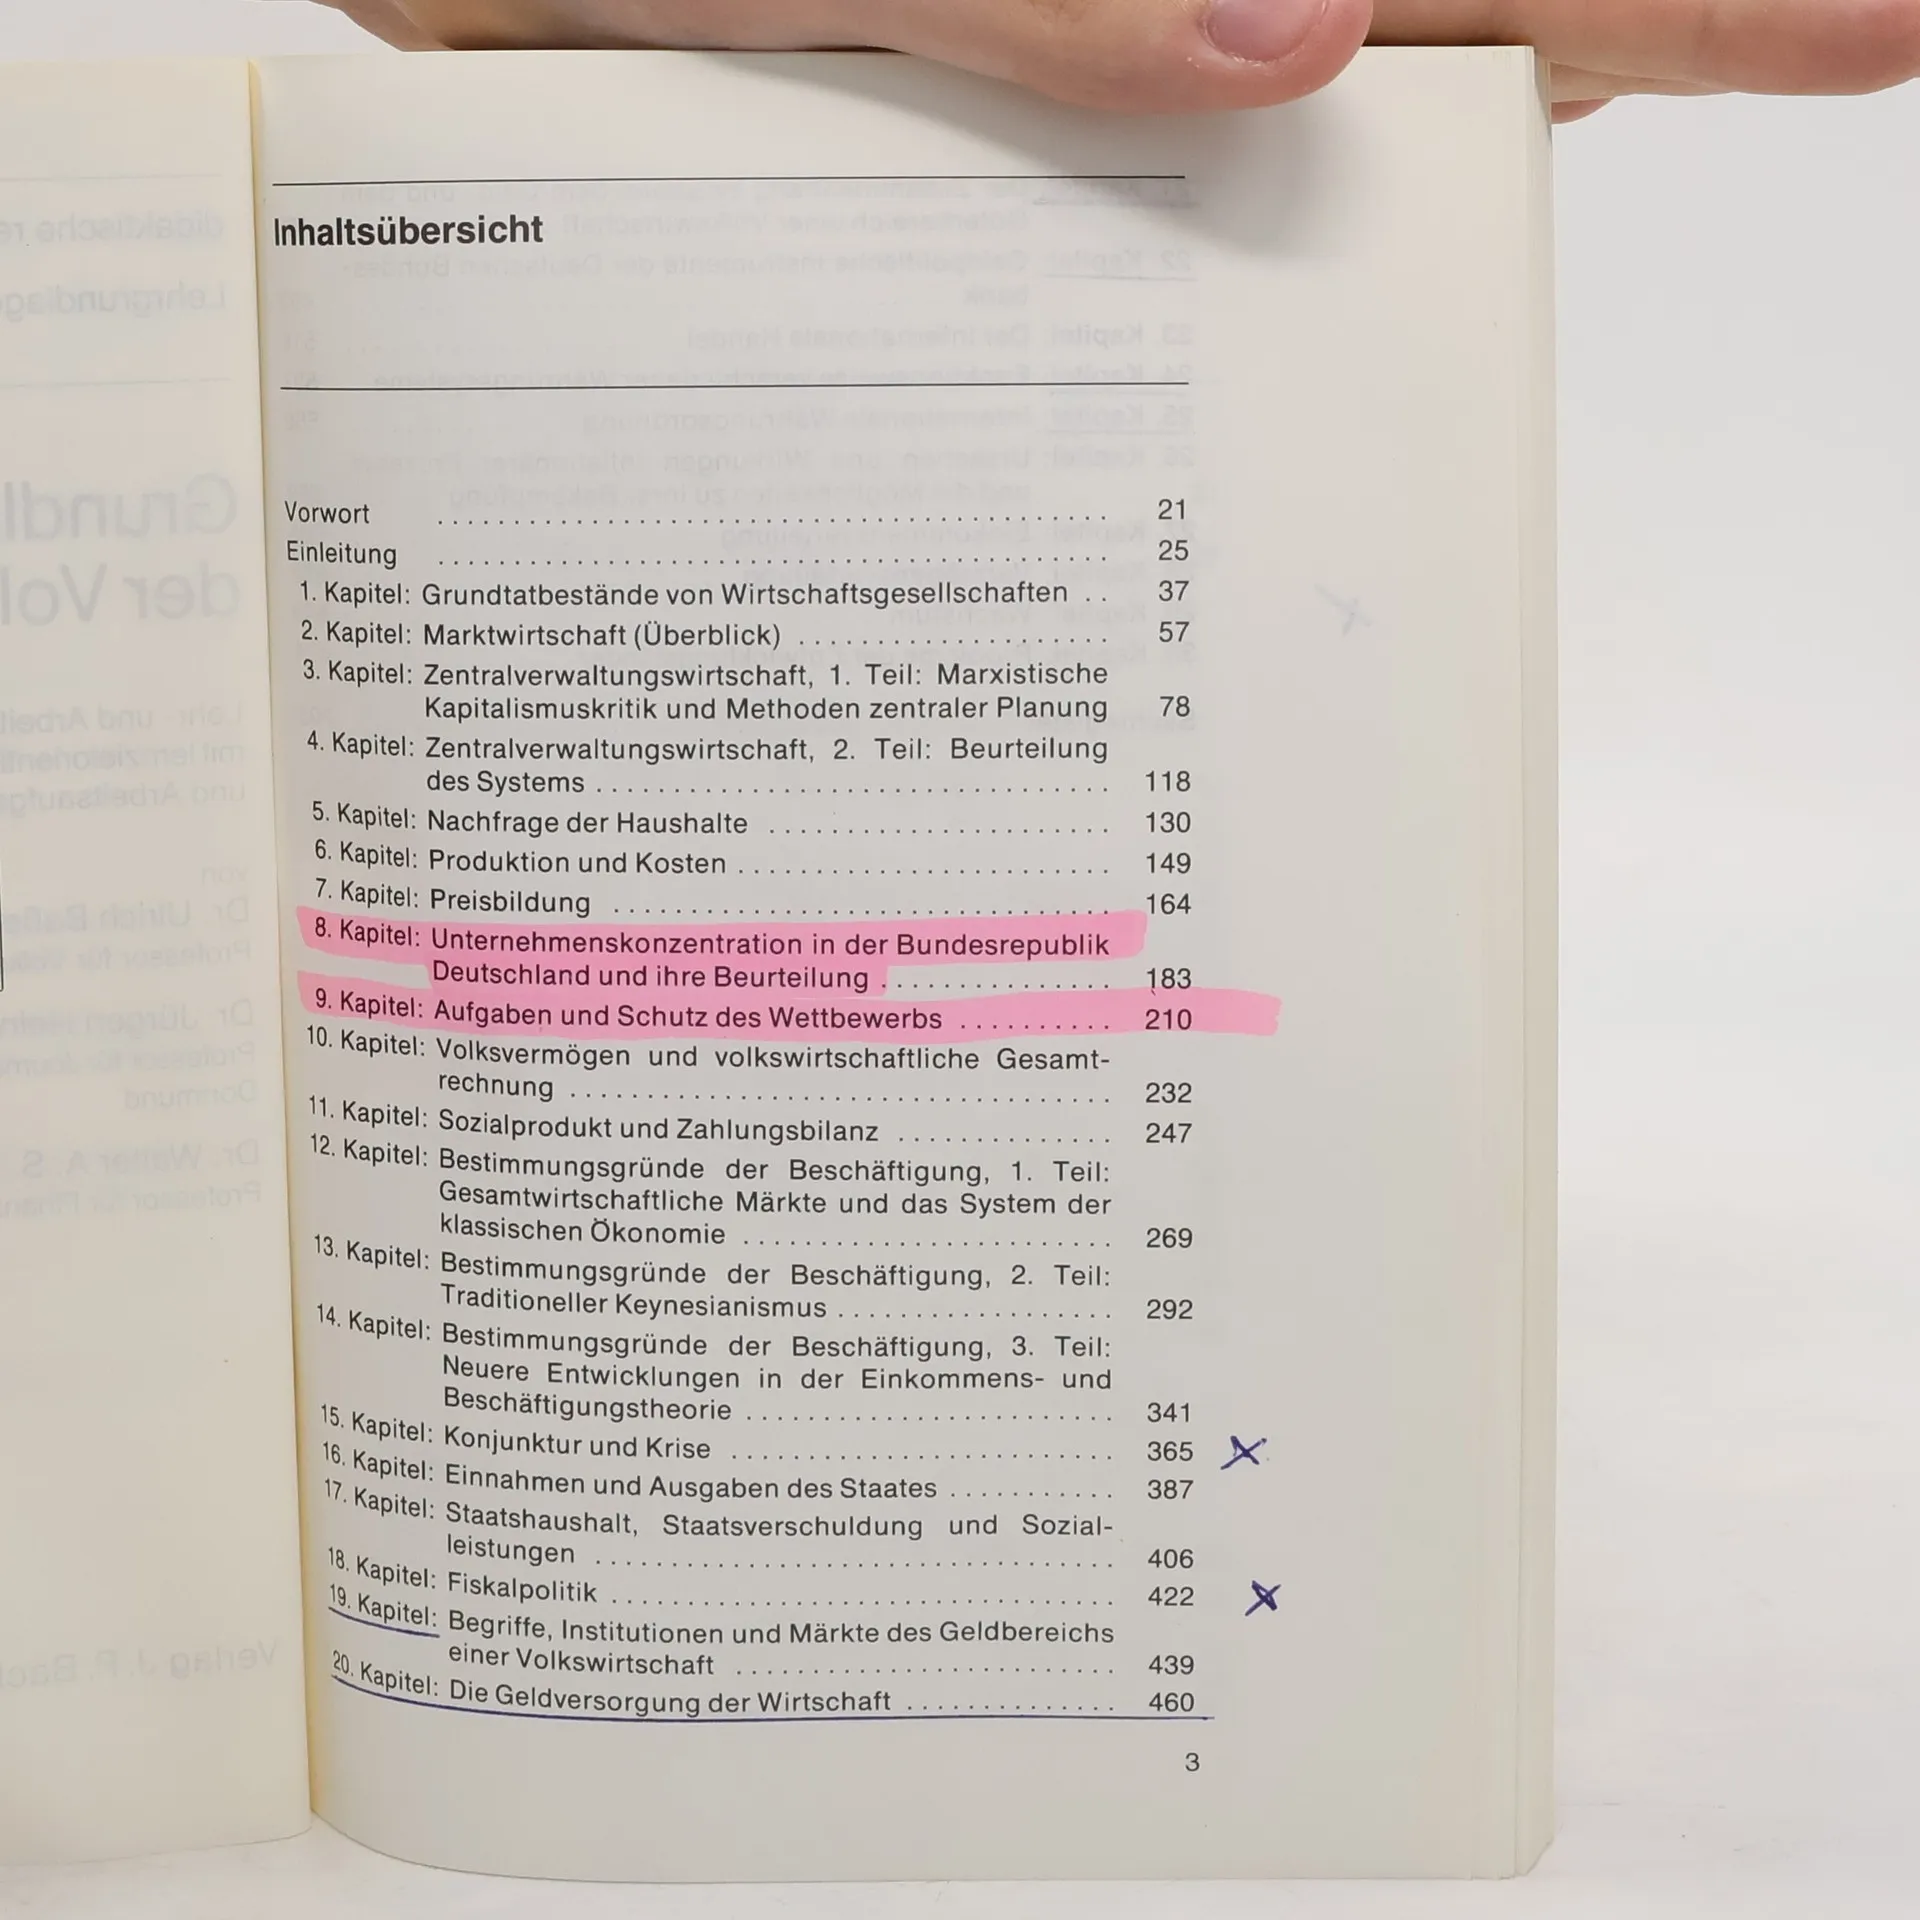 Inhaltsübersicht
Vorwort ........................................ 21
Einleitung ........................................ 25
1. Kapitel: Grundtatbestände von Wirtschaftsgesellschaften .. 37
2. Kapitel: Marktwirtschaft (Überblick) .................... 57
3. Kapitel: Zentralverwaltungswirtschaft, 1. Teil: Marxistische
Kapitalismuskritik und Methoden zentraler Planung 78
4. Kapitel: Zentralverwaltungswirtschaft, 2. Teil: Beurteilung
des Systems ................................. 118
5. Kapitel: Nachfrage der Haushalte ...................... 130
6. Kapitel: Produktion und Kosten ........................ 149
7. Kapitel: Preisbildung ................................ 164
8. Kapitel: Unternehmenskonzentration in der Bundesrepublik
Deutschland und ihre Beurteilung ............... 183
9. Kapitel: Aufgaben und Schutz des Wettbewerbs .......... 210
10. Kapitel: Volksvermögen und volkswirtschaftliche Gesamt-
rechnung ................................... 232
11. Kapitel: Sozialprodukt und Zahlungsbilanz .............. 247
12. Kapitel: Bestimmungsgründe der Beschäftigung, 1. Teil:
Gesamtwirtschaftliche Märkte und das System der
klassischen Ökonomie ........................ 269
13. Kapitel: Bestimmungsgründe der Beschäftigung, 2. Teil:
Traditioneller Keynesianismus .................. 292
14. Kapitel: Bestimmungsgründe der Beschäftigung, 3. Teil:
Neuere Entwicklungen in der Einkommens- und
Beschäftigungstheorie ........................ 341
15. Kapitel: Konjunktur und Krise ......................... 365
16. Kapitel: Einnahmen und Ausgaben des Staates ........... 387
17. Kapitel: Staatshaushalt, Staatsverschuldung und Sozial-
leistungen .................................. 406
18. Kapitel: Fiskalpolitik ................................. 422
19. Kapitel: Begriffe, Institutionen und Märkte des Geldbereichs
einer Volkswirtschaft ......................... 439
20. Kapitel: Die Geldversorgung der Wirtschaft .............. 460
3